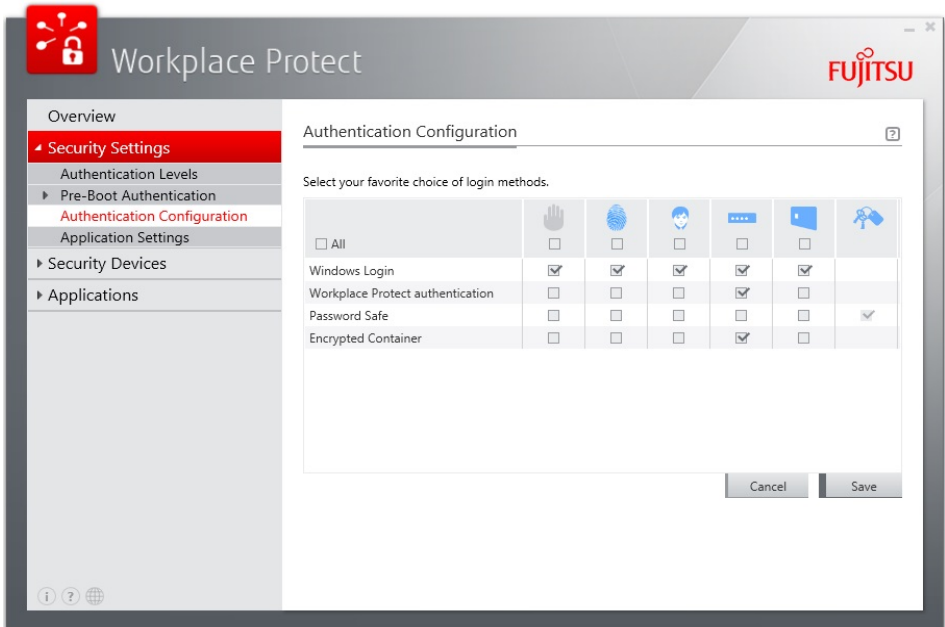 Workplace Protect
FUJITSU
Overview
Security Settings
Authentication Levels
Pre-Boot Authentication
Authentication Configuration
Application Settings
Security Devices
Applications
Authentication Configuration
?
Select your favorite choice of login methods.
All
Windows Login
Workplace Protect authentication
Password Safe
Encrypted Container
Cancel
Save
i ?